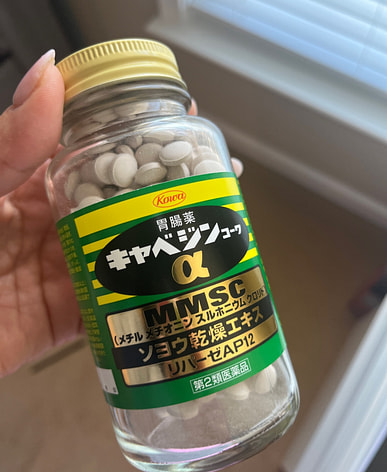 Kowa
胃腸薬
キャベジンコーワ
α
MMSC
(メチル メチオニン スルホニウム クロリド)
ソヨウ乾燥エキス
リパーゼAP12
第2類医薬品